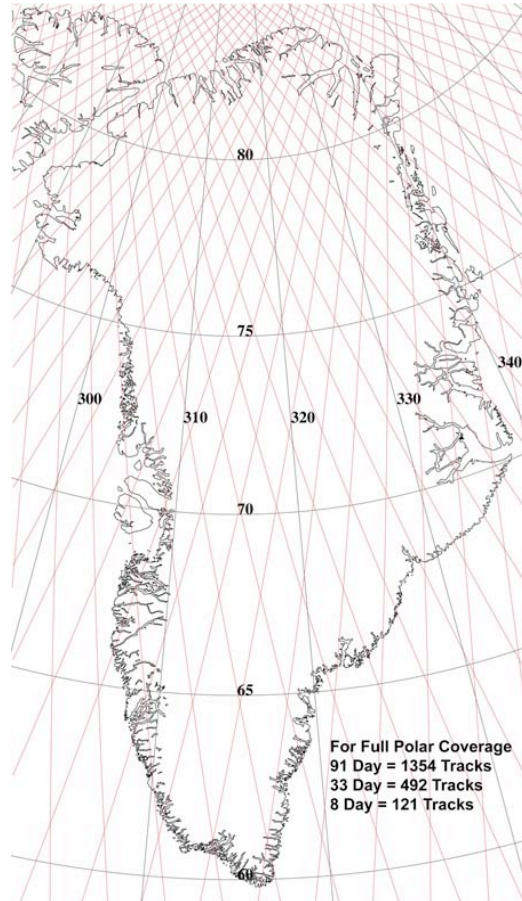 80
75
300
310
320
330
340
70
65
For Full Polar Coverage
91 Day = 1354 Tracks
33 Day = 492 Tracks
8 Day = 121 Tracks
60